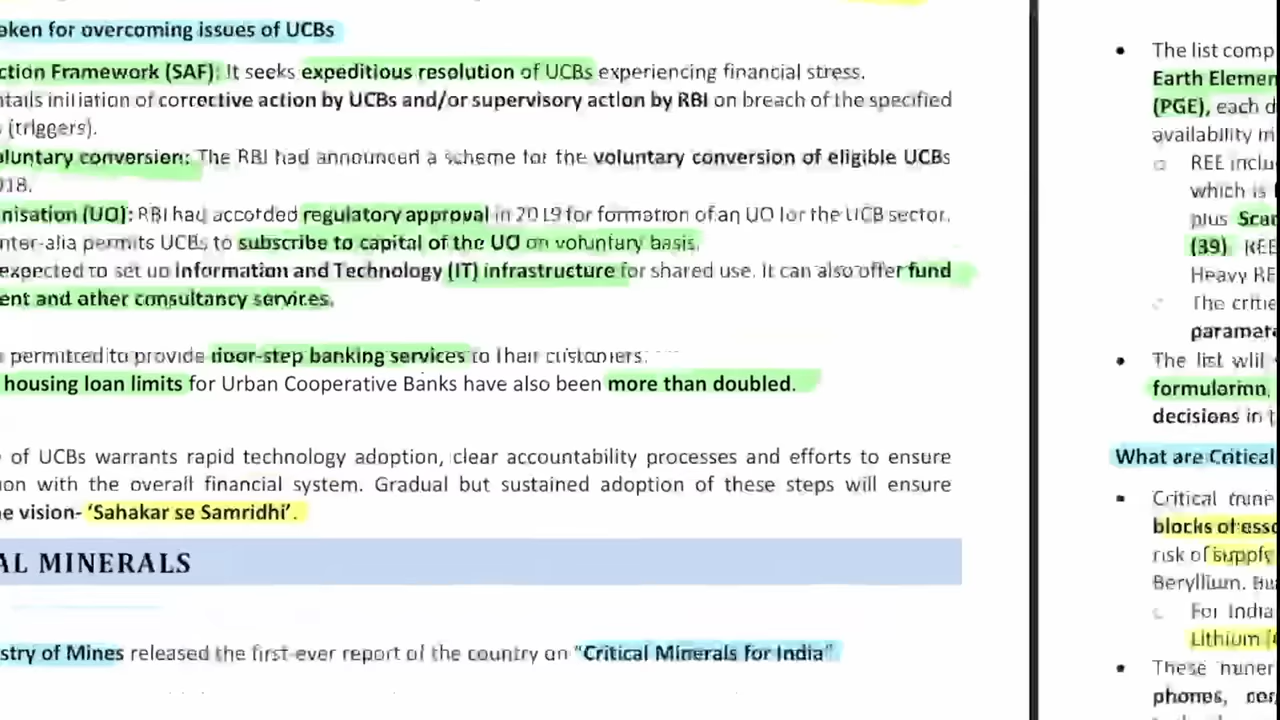 aken for overcoming issues of UCBs
ction Framework (SAF): It seeks expeditious resolution of UCBs experiencing financial stress.
ntails initiation of corrective action by UCBs and/or supervisory action by RBI on breach of the specified
(triggers).
oluntary conversion: The RBI had announced a scheme for the voluntary conversion of eligible UCBs
018.
nisation (UO): RBI had accorded regulatory approval in 2019 for formation of an UO for the UCB sector.
nter-alia permits UCBs to subscribe to capital of the UO on voluntary basis.
expected to set up Information and Technology (IT) infrastructure for shared use. It can also offer fund
ent and other consultancy services.
permitted to provide door-step banking services to their customers.
housing loan limits for Urban Cooperative Banks have also been more than doubled.
of UCBs warrants rapid technology adoption, clear accountability processes and efforts to ensure
on with the overall financial system. Gradual but sustained adoption of these steps will ensure
e vision- ‘Sahakar se Samridhi’.
AL MINERALS
stry of Mines released the first-ever report of the country on “Critical Minerals for India”
• The list comp
Earth Elemen
(PGE), each d
availability m
REE inclu
which is
plus Scan
(39). REE
Heavy RE
The crite
paramete
• The list will
formulation,
decisions in t
What are Critical
Critical mine
blocks of esse
risk of supply
Beryllium,
For India
Lithium (
These miner
phones, com